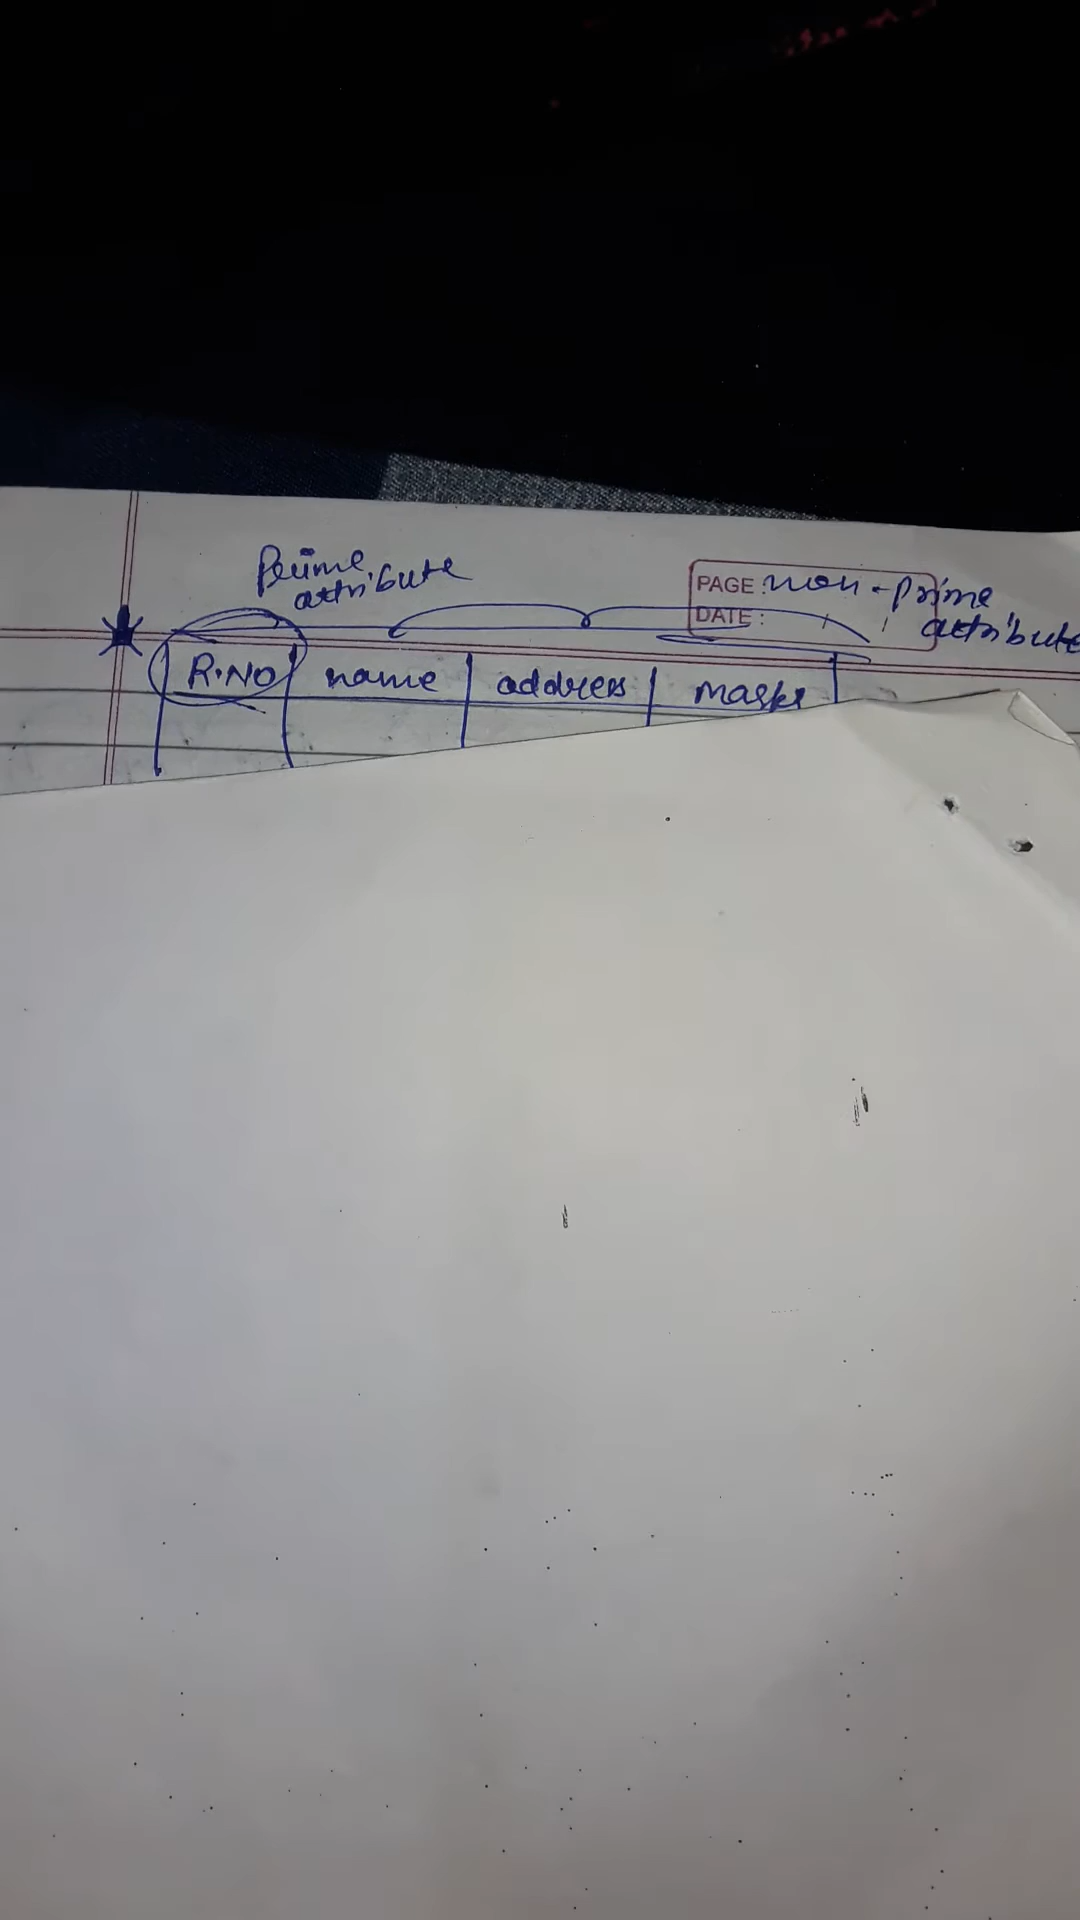 Prime
attribute
PAGE : non - prime
DATE :
attribute
R.NO name address marks